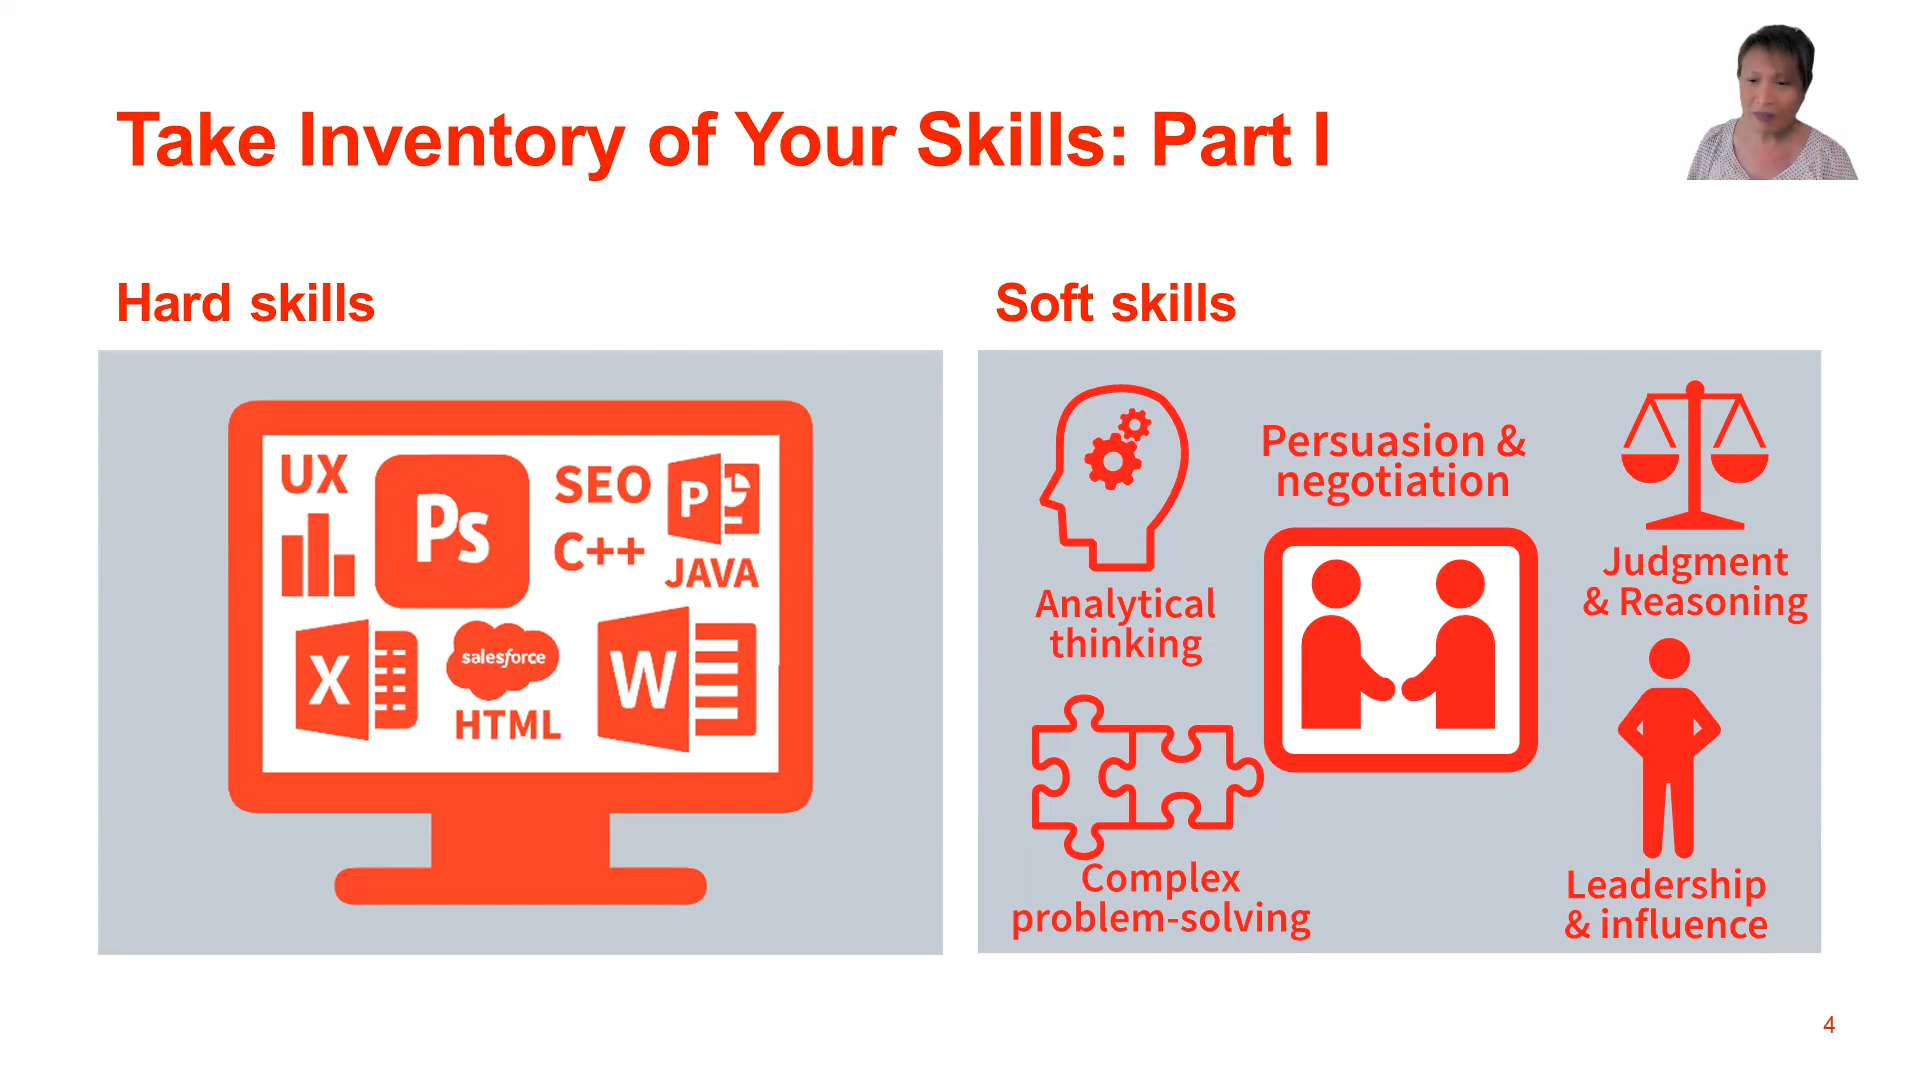 Take Inventory of Your Skills: Part I
Hard skills
UX
Ps
SEO
C++
P
JAVA
X
salesforce
HTML
W
Soft skills
Analytical
thinking
Persuasion &
negotiation
Judgment
& Reasoning
Complex
problem-solving
Leadership
& influence
4